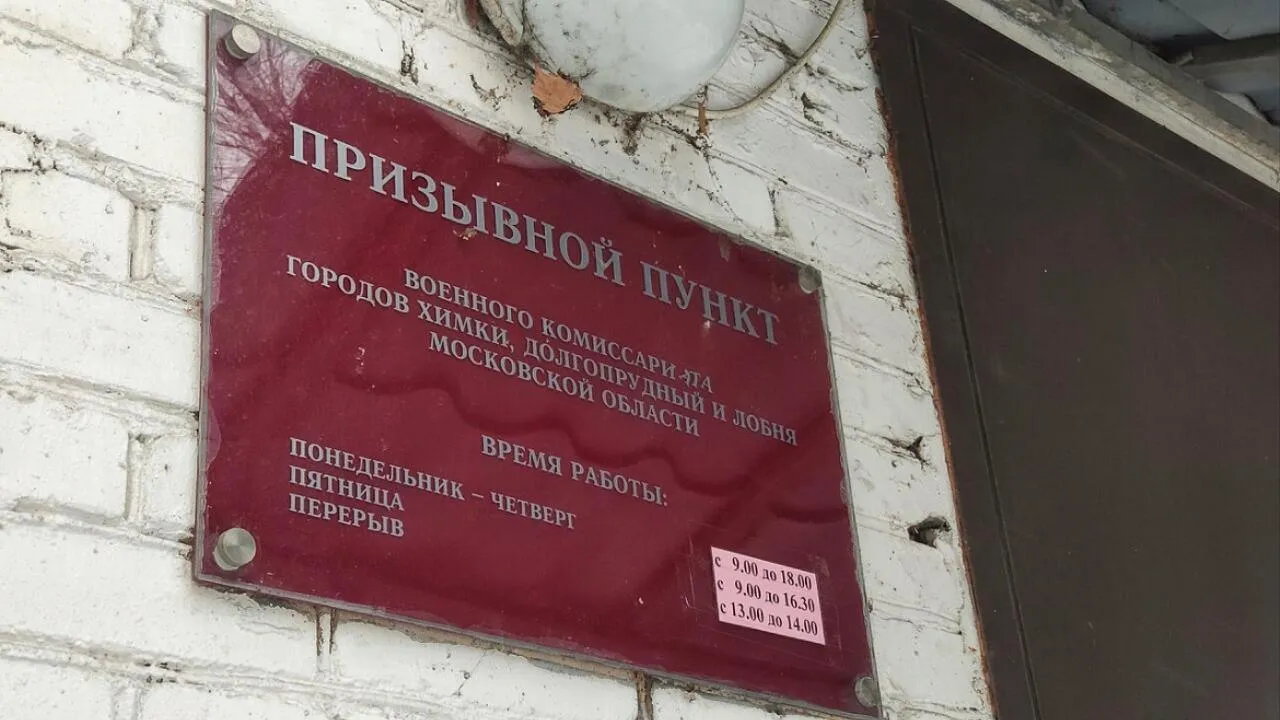 ПРИЗЫВНОЙ ПУНКТ
ВОЕННОГО КОМИССАРИАТА
ГОРОДОВ ХИМКИ, ДОЛГОПРУДНЫЙ И ЛОБНЯ
МОСКОВСКОЙ ОБЛАСТИ
ВРЕМЯ РАБОТЫ:
ПОНЕДЕЛЬНИК – ЧЕТВЕРГ с 9.00 до 18.00
ПЯТНИЦА с 9.00 до 16.30
ПЕРЕРЫВ с 13.00 до 14.00